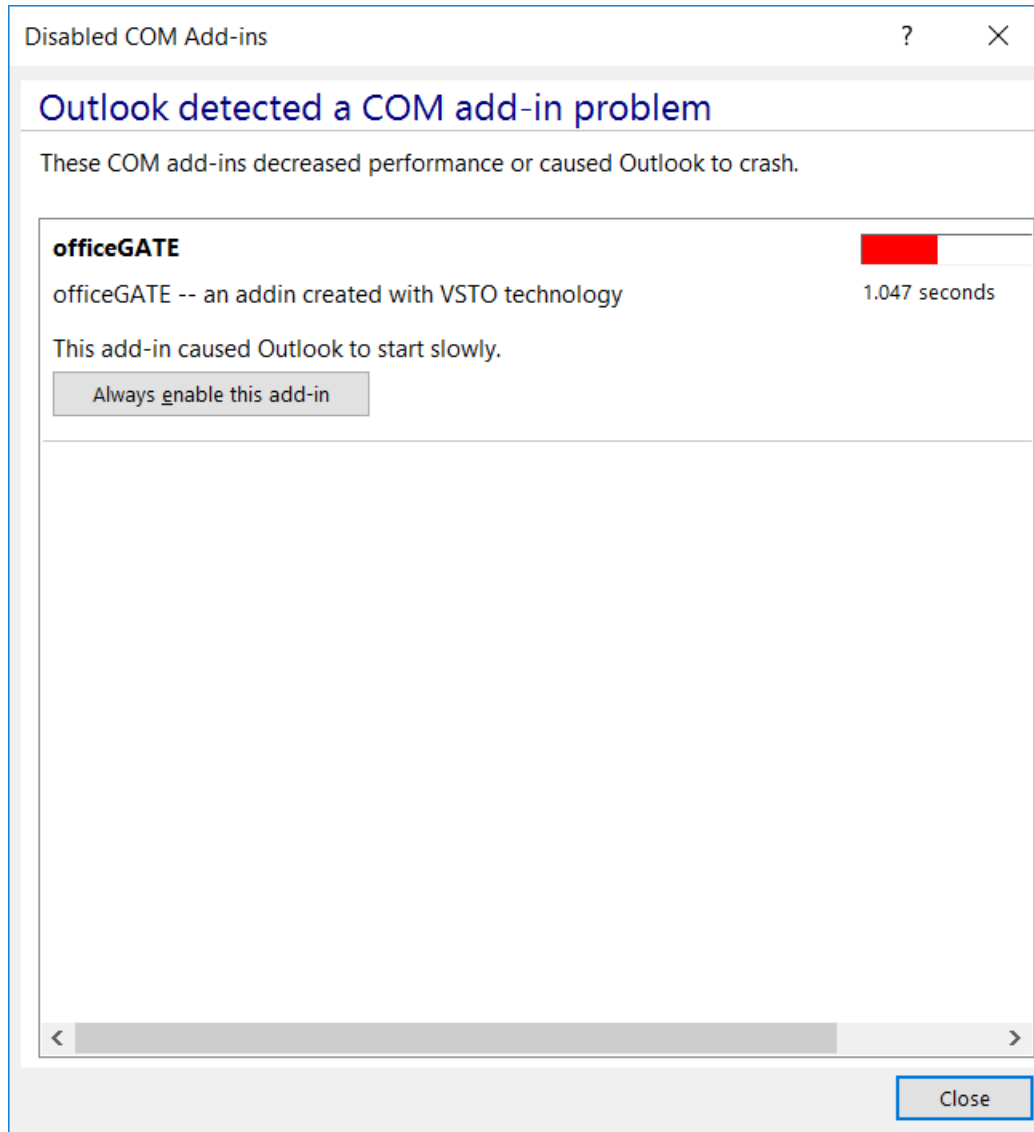 Disabled COM Add-ins
?
Outlook detected a COM add-in problem
These COM add-ins decreased performance or caused Outlook to crash.
officeGATE
officeGATE -- an addin created with VSTO technology
1.047 seconds
This add-in caused Outlook to start slowly.
Always enable this add-in
Close